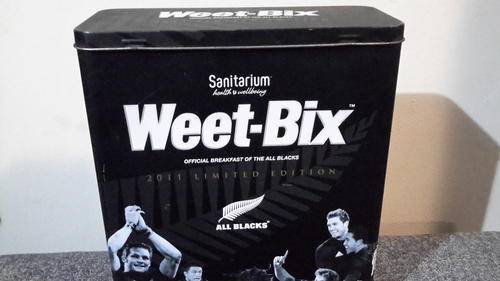 Weet-Bix
Sanitarium
health & wellbeing
Weet-Bix™
OFFICIAL BREAKFAST OF THE ALL BLACKS
2011 LIMITED EDITION
ALL BLACKS